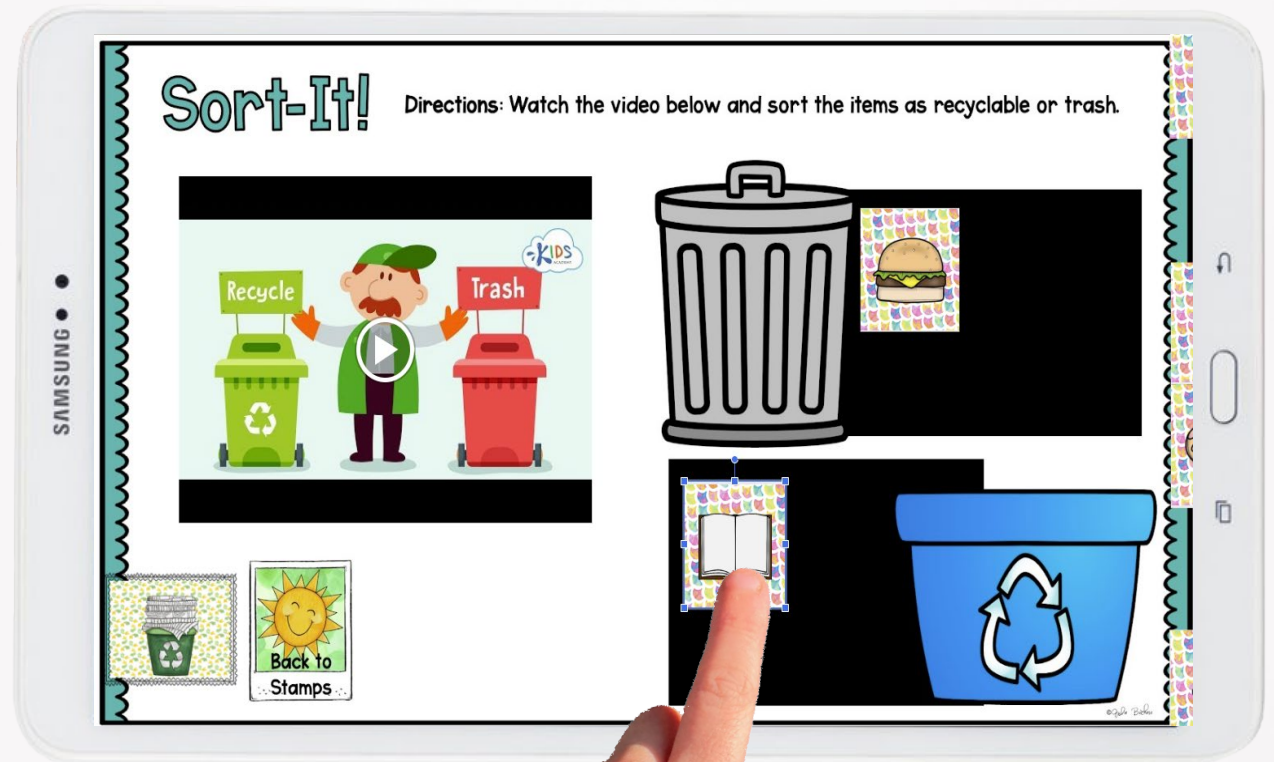 Sort-It!
Directions: Watch the video below and sort the items as recyclable or trash.
KIDS
ACADEMY
Recycle
Trash
SAMSUNG
Back to
Stamps